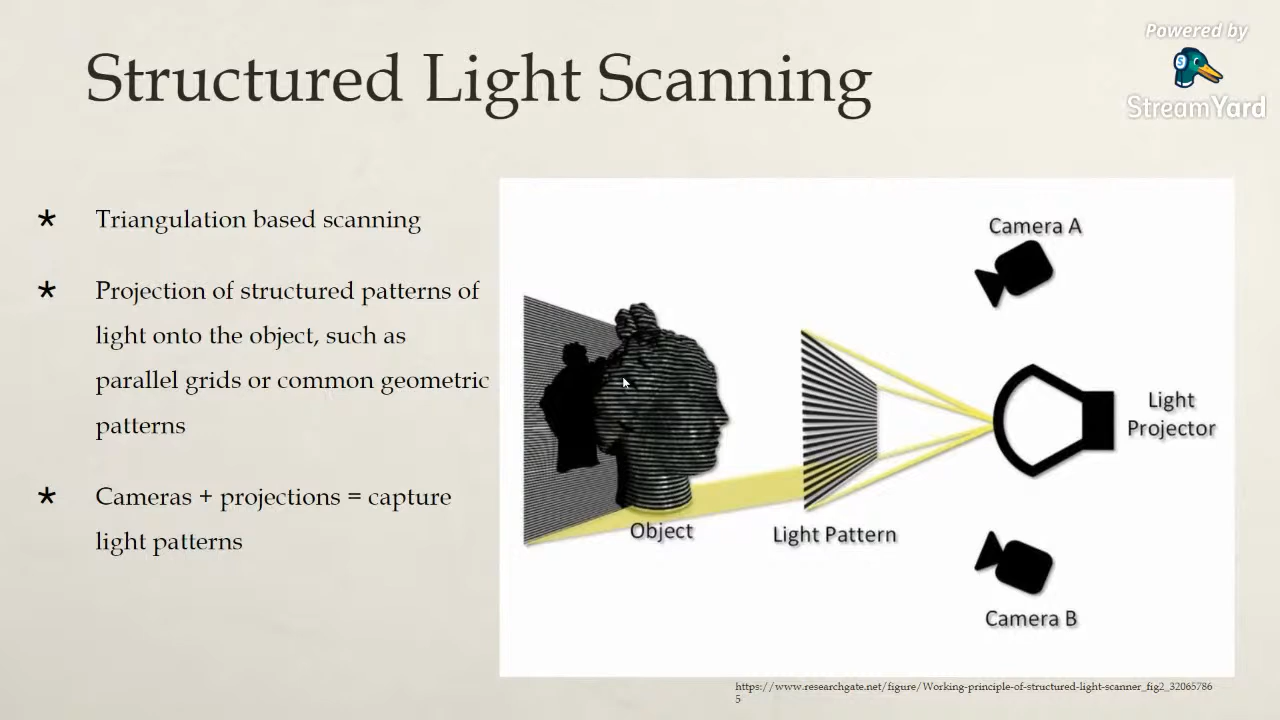 Powered by
StreamYard
Structured Light Scanning
* Triangulation based scanning
* Projection of structured patterns of
light onto the object, such as
parallel grids or common geometric
patterns
* Cameras + projections = capture
light patterns
Camera A
Light
Projector
Object
Light Pattern
Camera B
https://www.researchgate.net/figure/Working-principle-of-structured-light-scanner_fig2_32065786
5